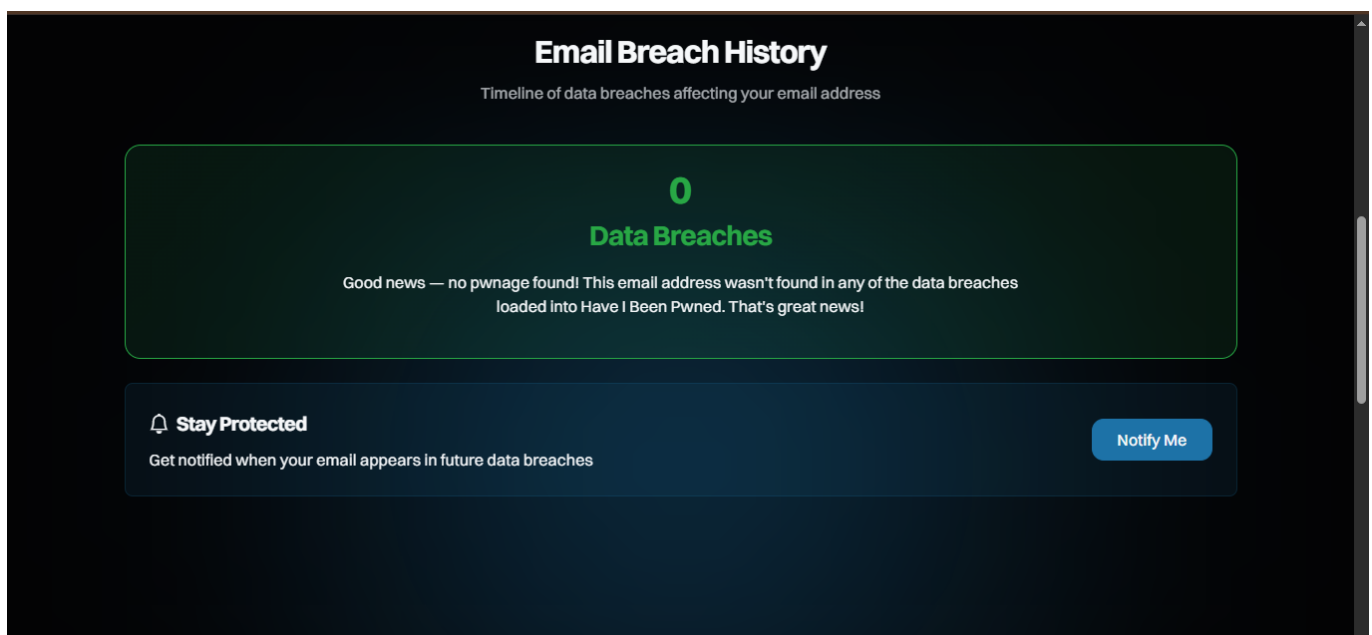 Email Breach History
Timeline of data breaches affecting your email address
0
Data Breaches
Good news — no pwnage found! This email address wasn't found in any of the data breaches
loaded into Have I Been Pwned. That's great news!
Stay Protected
Get notified when your email appears in future data breaches
Notify Me